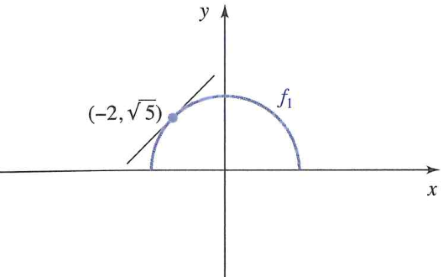 y
f₁
(−2, √5)
x